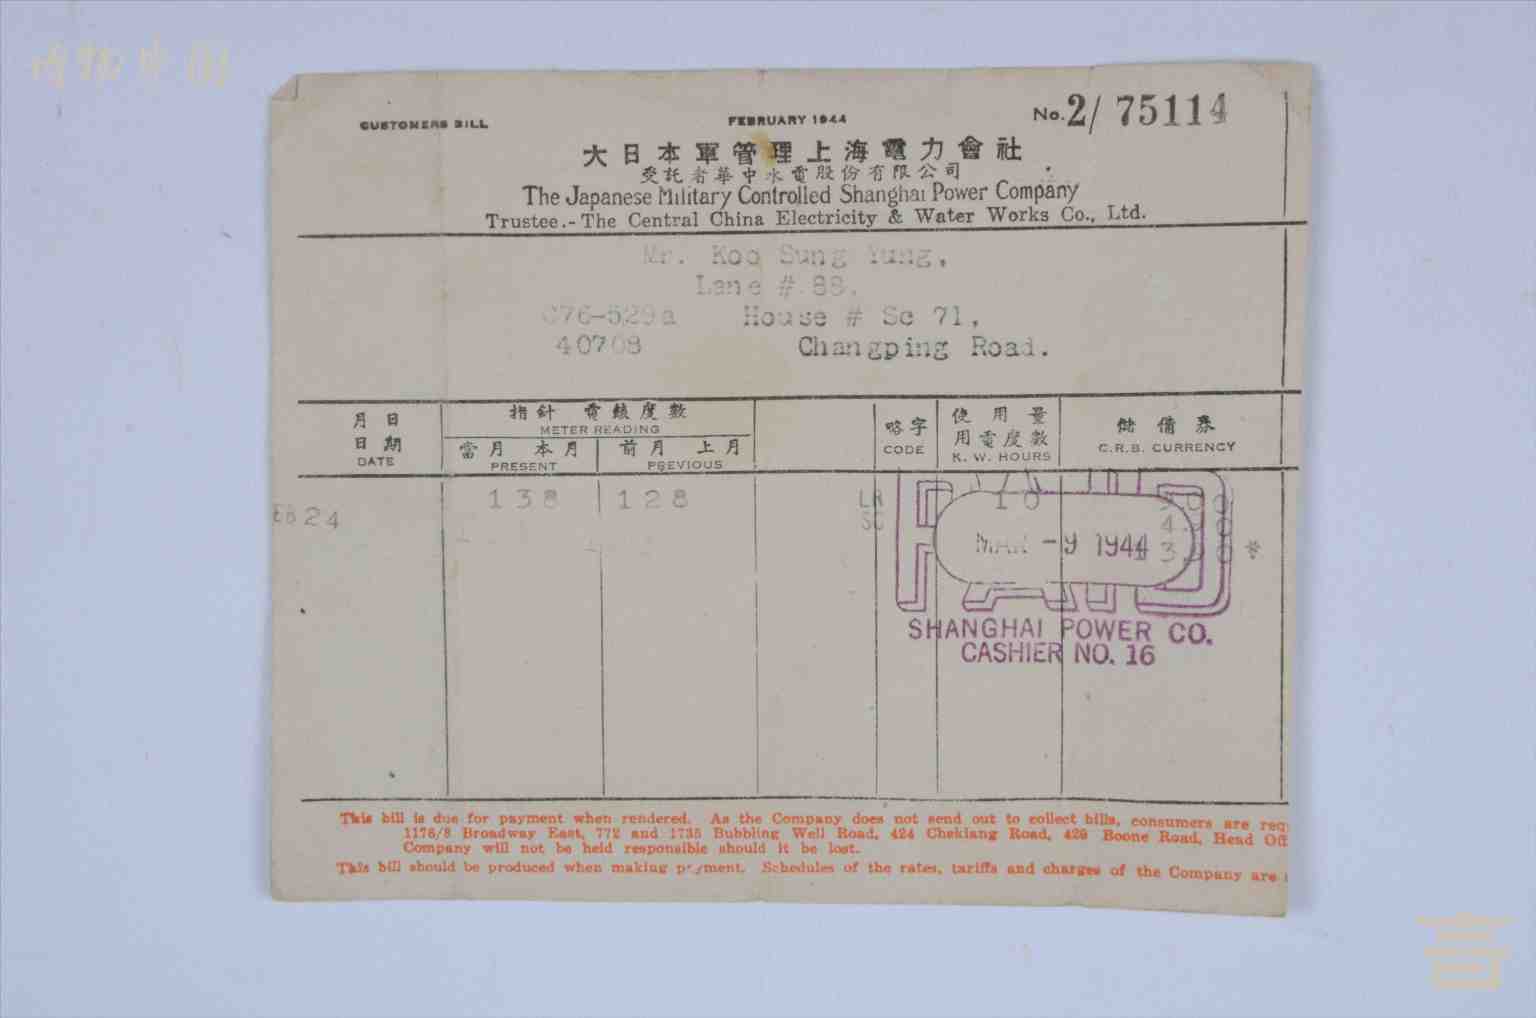 CUSTOMERS BILL
FEBRUARY 1944
No. 2/ 75114
大日本軍管理上海電力會社
受託者華中水電股份有限公司
The Japanese Military Controlled Shanghai Power Company
Trustee.- The Central China Electricity & Water Works Co., Ltd.
Mr. Koo Sung Yung,
Lane # 88,
C76-529a House # Sc 71,
40708 Changping Road.
月日
日期
DATE
指針 電錶度數
METER READING
當月 本月
PRESENT
前月 上月
PREVIOUS
略字
CODE
使用量
用電度數
K. W. HOURS
儲備券
C.R.B. CURRENCY
138 128 LR 10
24 SC
MAR -9 1944
SHANGHAI POWER CO.
CASHIER NO. 16
This bill is due for payment when rendered. As the Company does not send out to collect bills, consumers are req
1176/8 Broadway East, 772 and 1735 Bubbling Well Road, 424 Chekiang Road, 429 Boone Road, Head Off
Company will not be held responsible should it be lost.
This bill should be produced when making payment. Schedules of the rates, tariffs and charges of the Company are